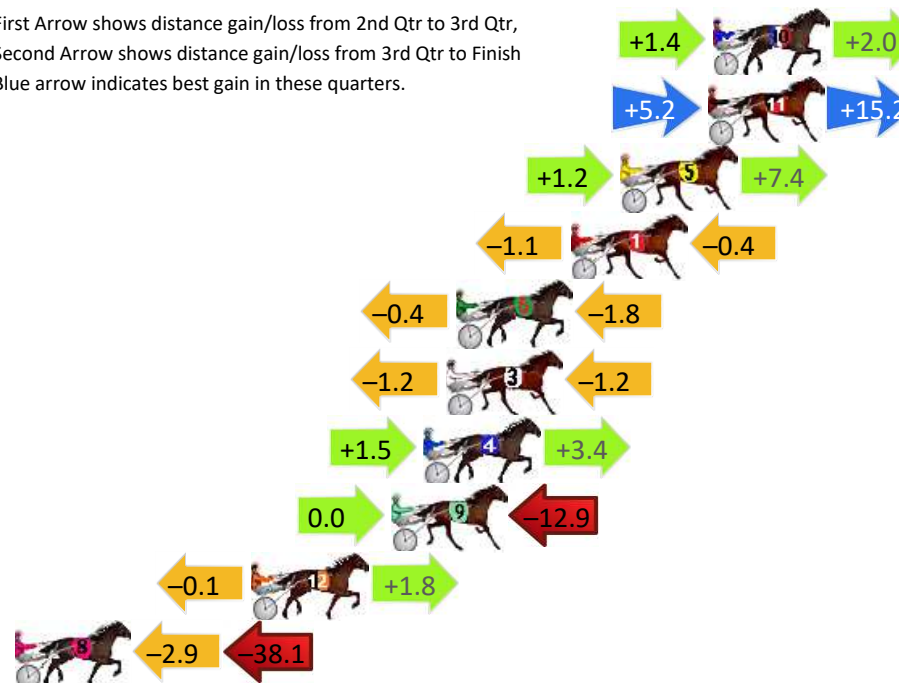 First Arrow shows distance gain/loss from 2nd Qtr to 3rd Qtr,
Second Arrow shows distance gain/loss from 3rd Qtr to Finish
Blue arrow indicates best gain in these quarters.
+1.4 10 +2.0
+5.2 11 +15.2
+1.2 5 +7.4
−1.1 1 −0.4
−0.4 6 −1.8
−1.2 3 −1.2
+1.5 4 +3.4
0.0 9 −12.9
−0.1 12 +1.8
8 −2.9 −38.1